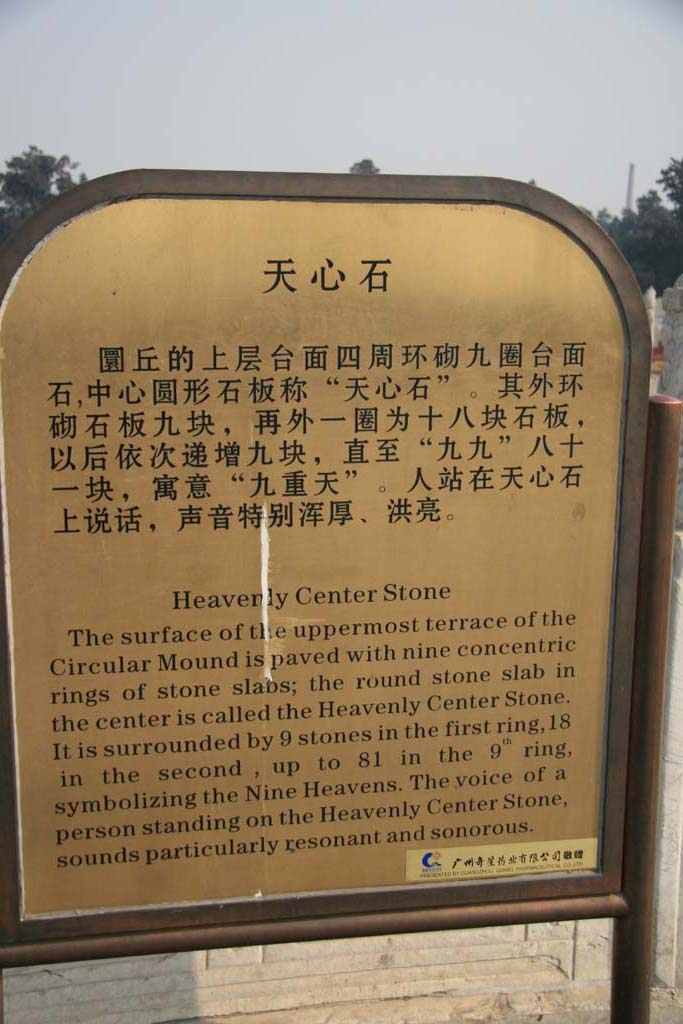 天心石
圜丘的上层台面四周环砌九圈台面
石,中心圆形石板称“天心石”。其外环
砌石板九块，再外一圈为十八块石板，
以后依次递增九块，直至“九九”八十
一块，寓意“九重天”。人站在天心石
上说话，声音特别浑厚、洪亮。
Heavenly Center Stone
The surface of the uppermost terrace of the
Circular Mound is paved with nine concentric
rings of stone slabs; the round stone slab in
the center is called the Heavenly Center Stone.
It is surrounded by 9 stones in the first ring,18
in the second , up to 81 in the 9th ring,
symbolizing the Nine Heavens. The voice of a
person standing on the Heavenly Center Stone,
sounds particularly resonant and sonorous.
广州奇星药业有限公司敬赠
PRESENTED BY GUANGZHOU QIXING PHARMACEUTICAL CO.,LTD.